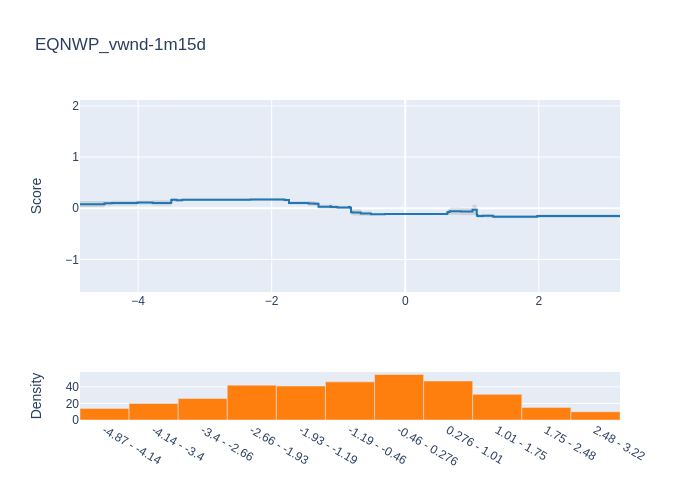 EQNWP_vwnd-1m15d
2
1
0
−1
Score
−4
−2
0
2
40
20
0
Density
-4.87 - -4.14
-4.14 - -3.4
-3.4 - -2.66
-2.66 - -1.93
-1.93 - -1.19
-1.19 - -0.46
-0.46 - 0.276
0.276 - 1.01
1.01 - 1.75
1.75 - 2.48
2.48 - 3.22